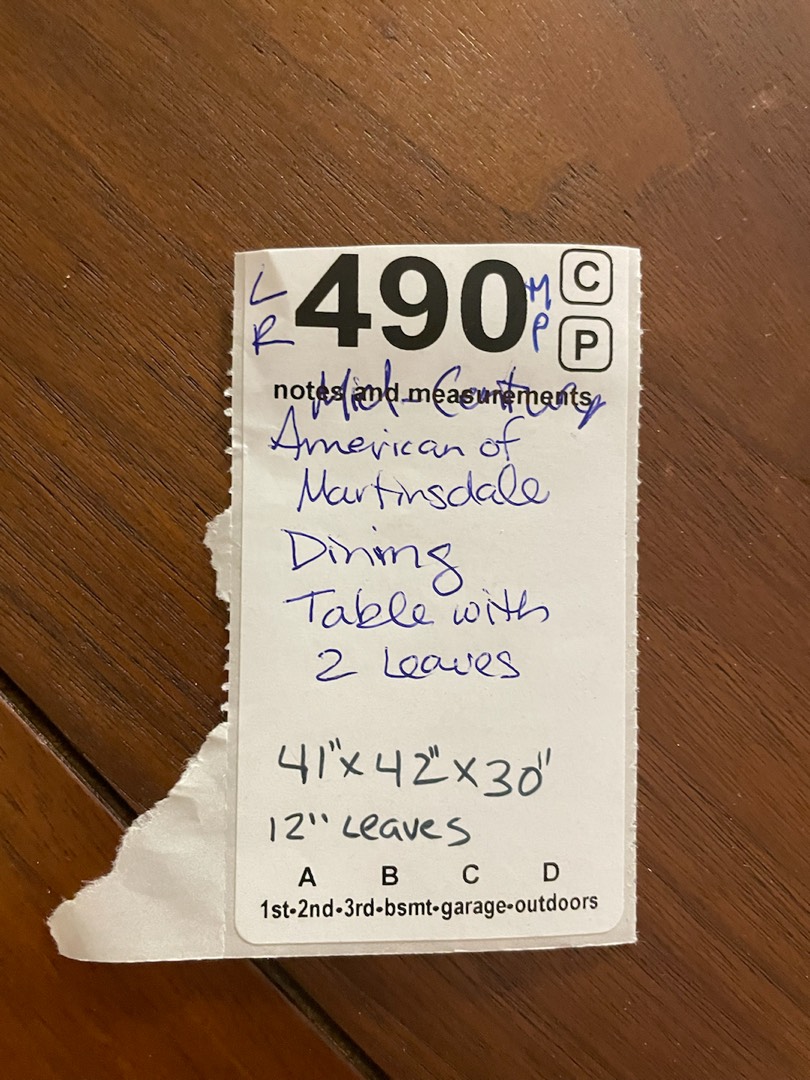 L R 490 M P C P
notes and measurements
Mid-Century
American of
Martinsdale
Dining
Table with
2 Leaves
41"x 42" x 30"
12" Leaves
A B C D
1st•2nd•3rd•bsmt•garage•outdoors